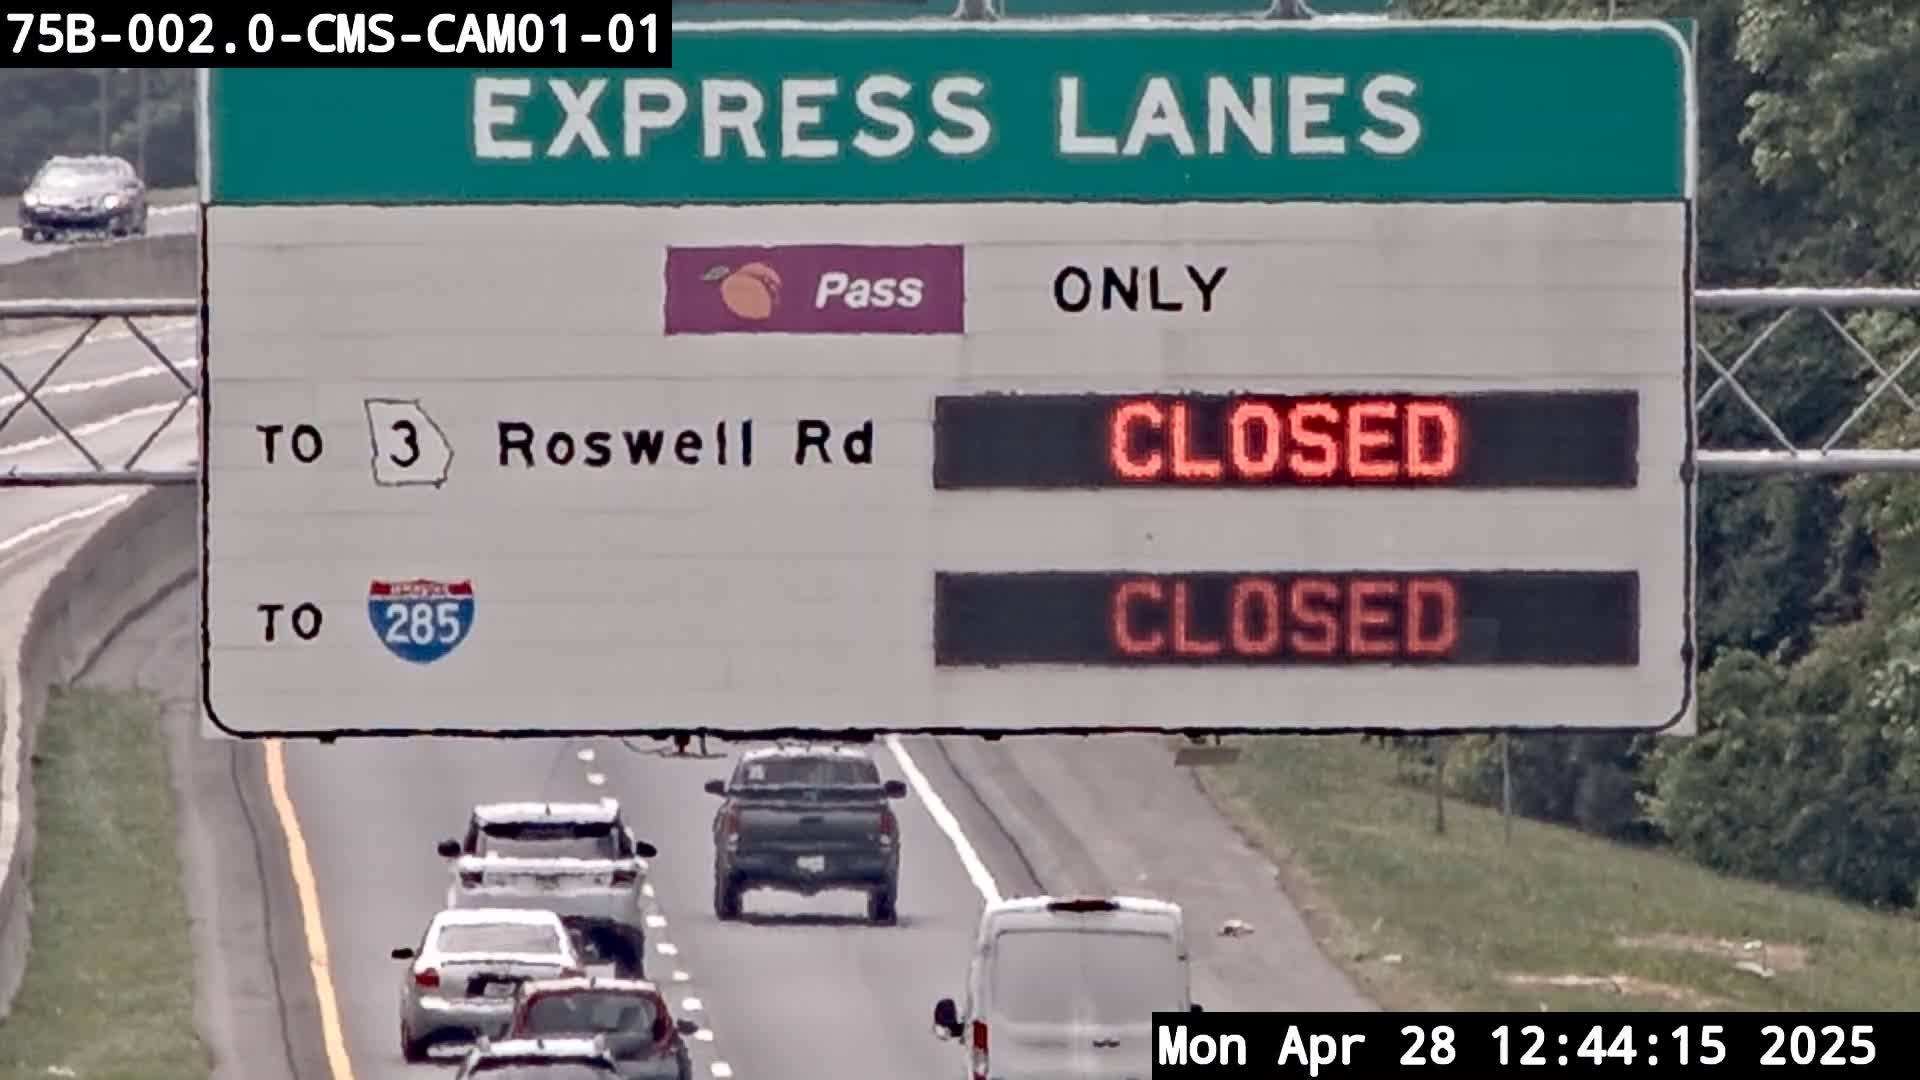 75B-002.0-CMS-CAM01-01
EXPRESS LANES
Pass ONLY
TO 3 Roswell Rd CLOSED
TO INTERSTATE 285 CLOSED
Mon Apr 28 12:44:15 2025